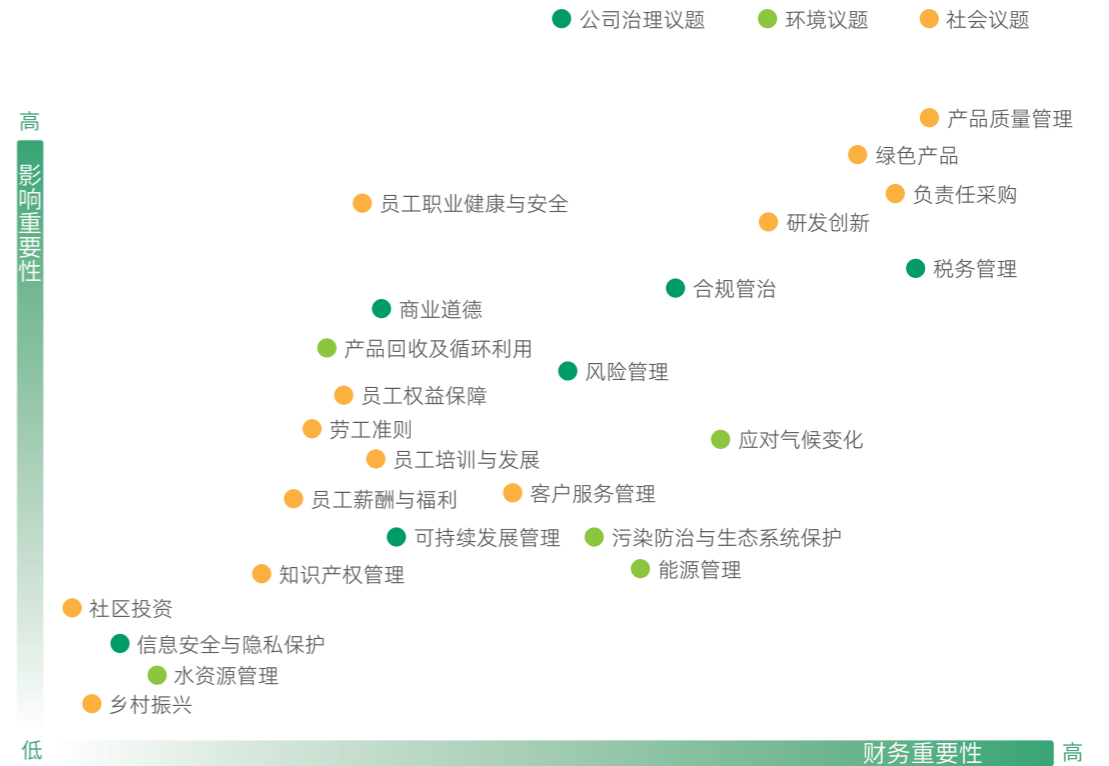 公司治理议题
环境议题
社会议题
高
影响重要性
产品质量管理
绿色产品
负责任采购
员工职业健康与安全
研发创新
税务管理
合规管治
商业道德
产品回收及循环利用
风险管理
员工权益保障
劳工准则
应对气候变化
员工培训与发展
客户服务管理
员工薪酬与福利
可持续发展管理
污染防治与生态系统保护
能源管理
知识产权管理
社区投资
信息安全与隐私保护
水资源管理
乡村振兴
低
财务重要性
高